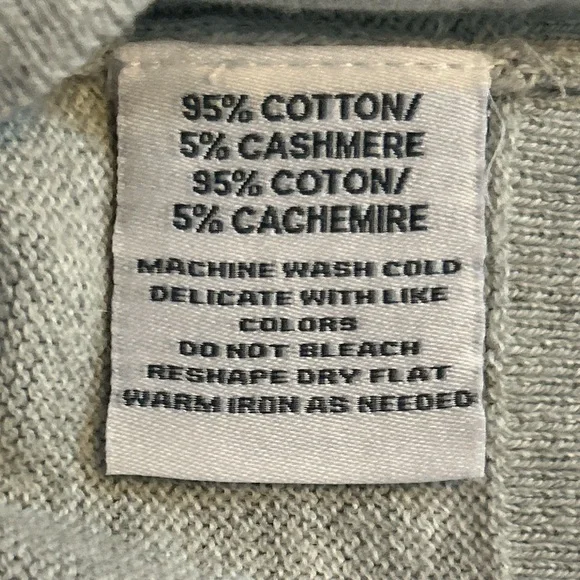 95% COTTON/
5% CASHMERE
95% COTON/
5% CACHEMIRE
MACHINE WASH COLD
DELICATE WITH LIKE
COLORS
DO NOT BLEACH
RESHAPE DRY FLAT
WARM IRON AS NEEDED